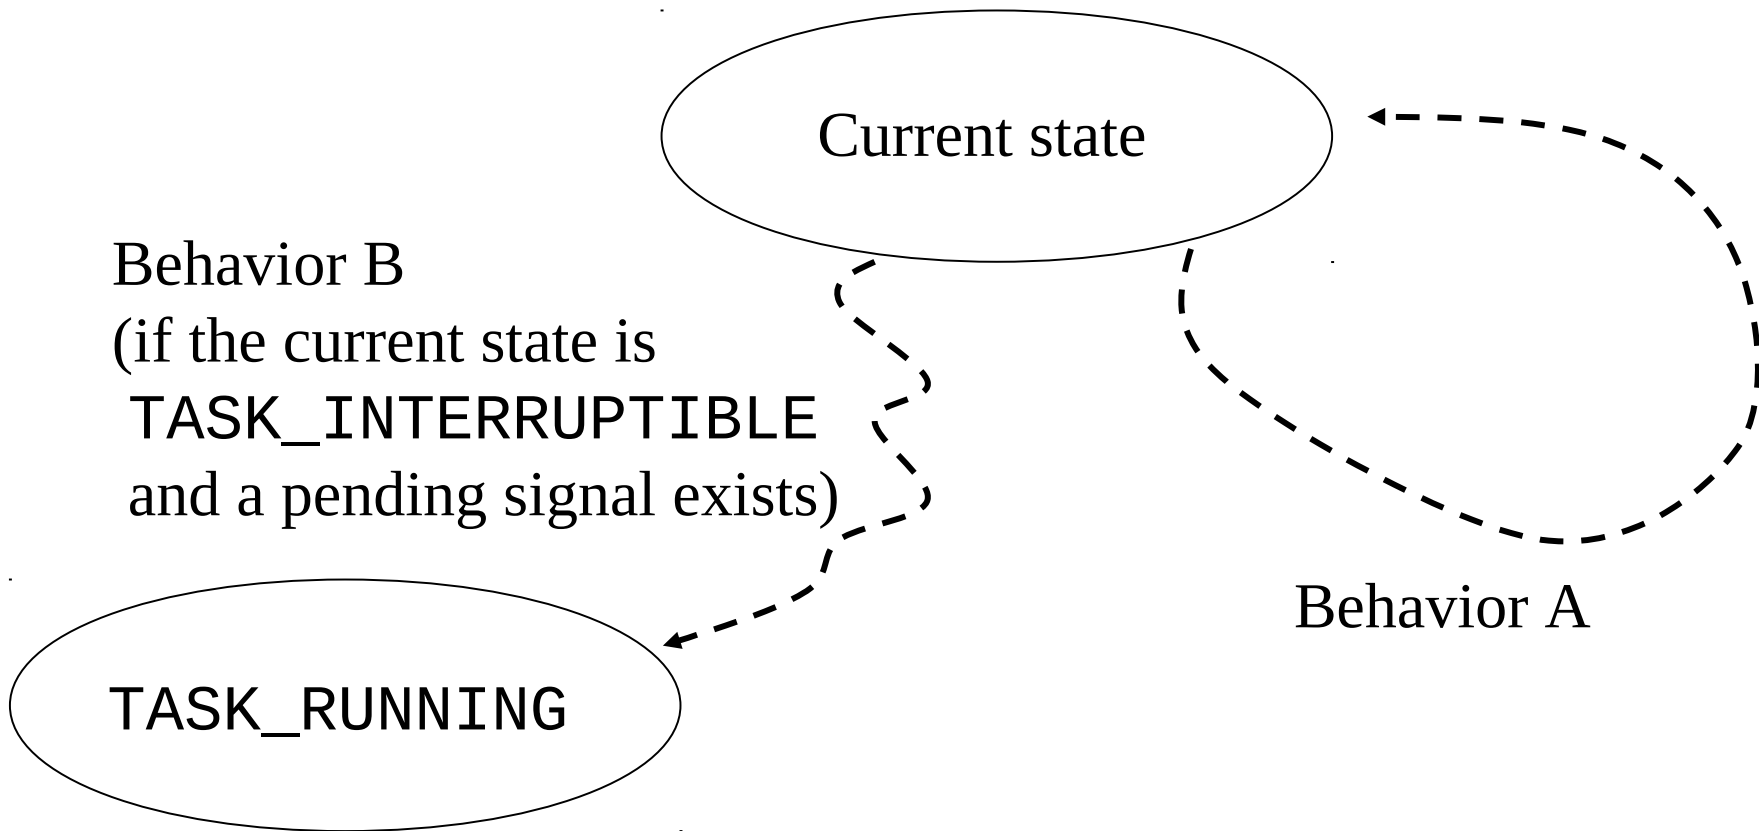 Current state
Behavior B
(if the current state is
TASK_INTERRUPTIBLE
and a pending signal exists)
Behavior A
TASK_RUNNING